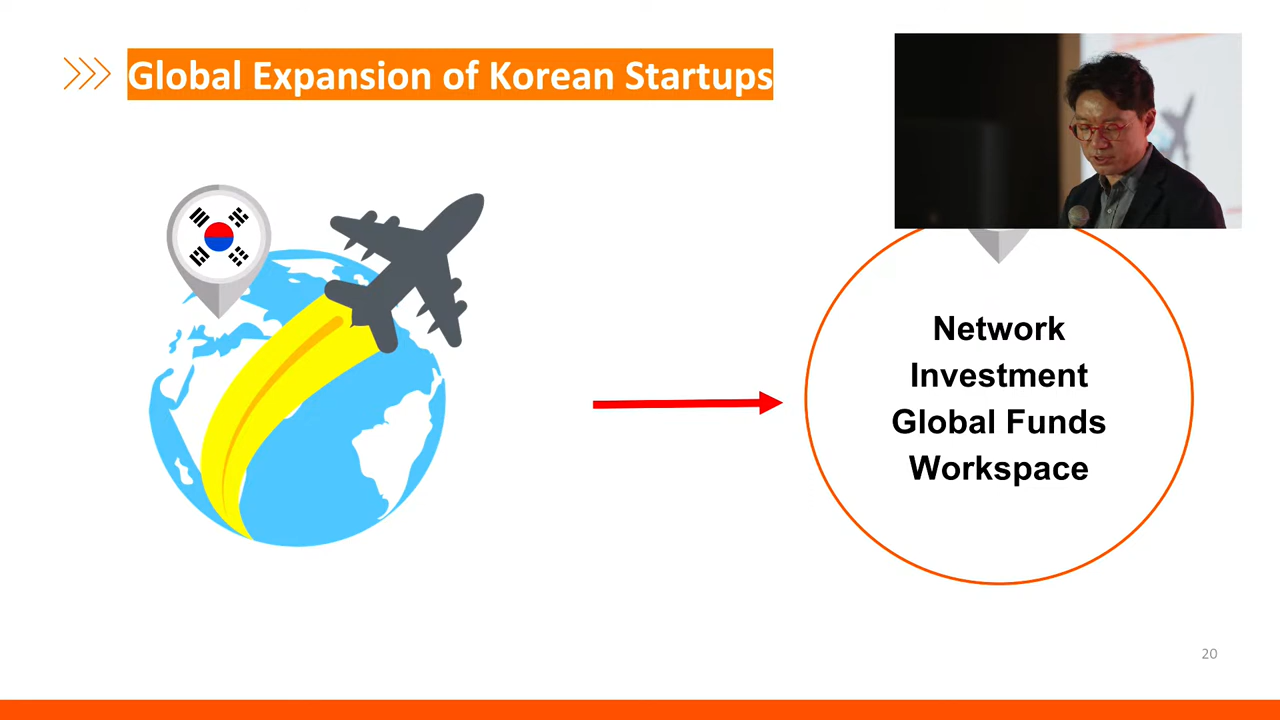 Global Expansion of Korean Startups
Network
Investment
Global Funds
Workspace
20